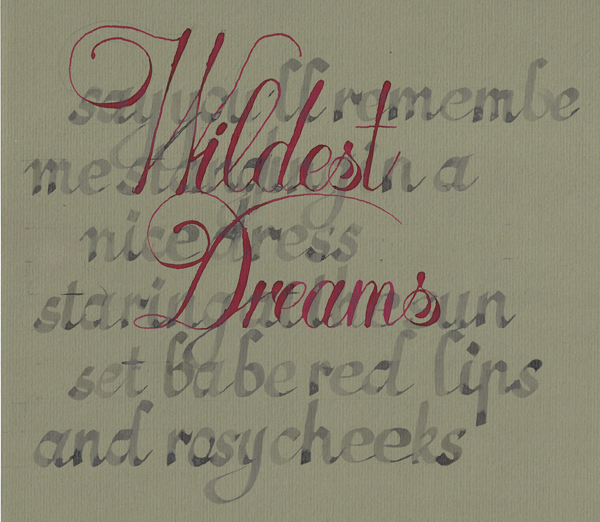 Wildest
Dreams
say you'll remembe
me standing in a
nice dress
staring at the sun
set babe red lips
and rosy cheeks